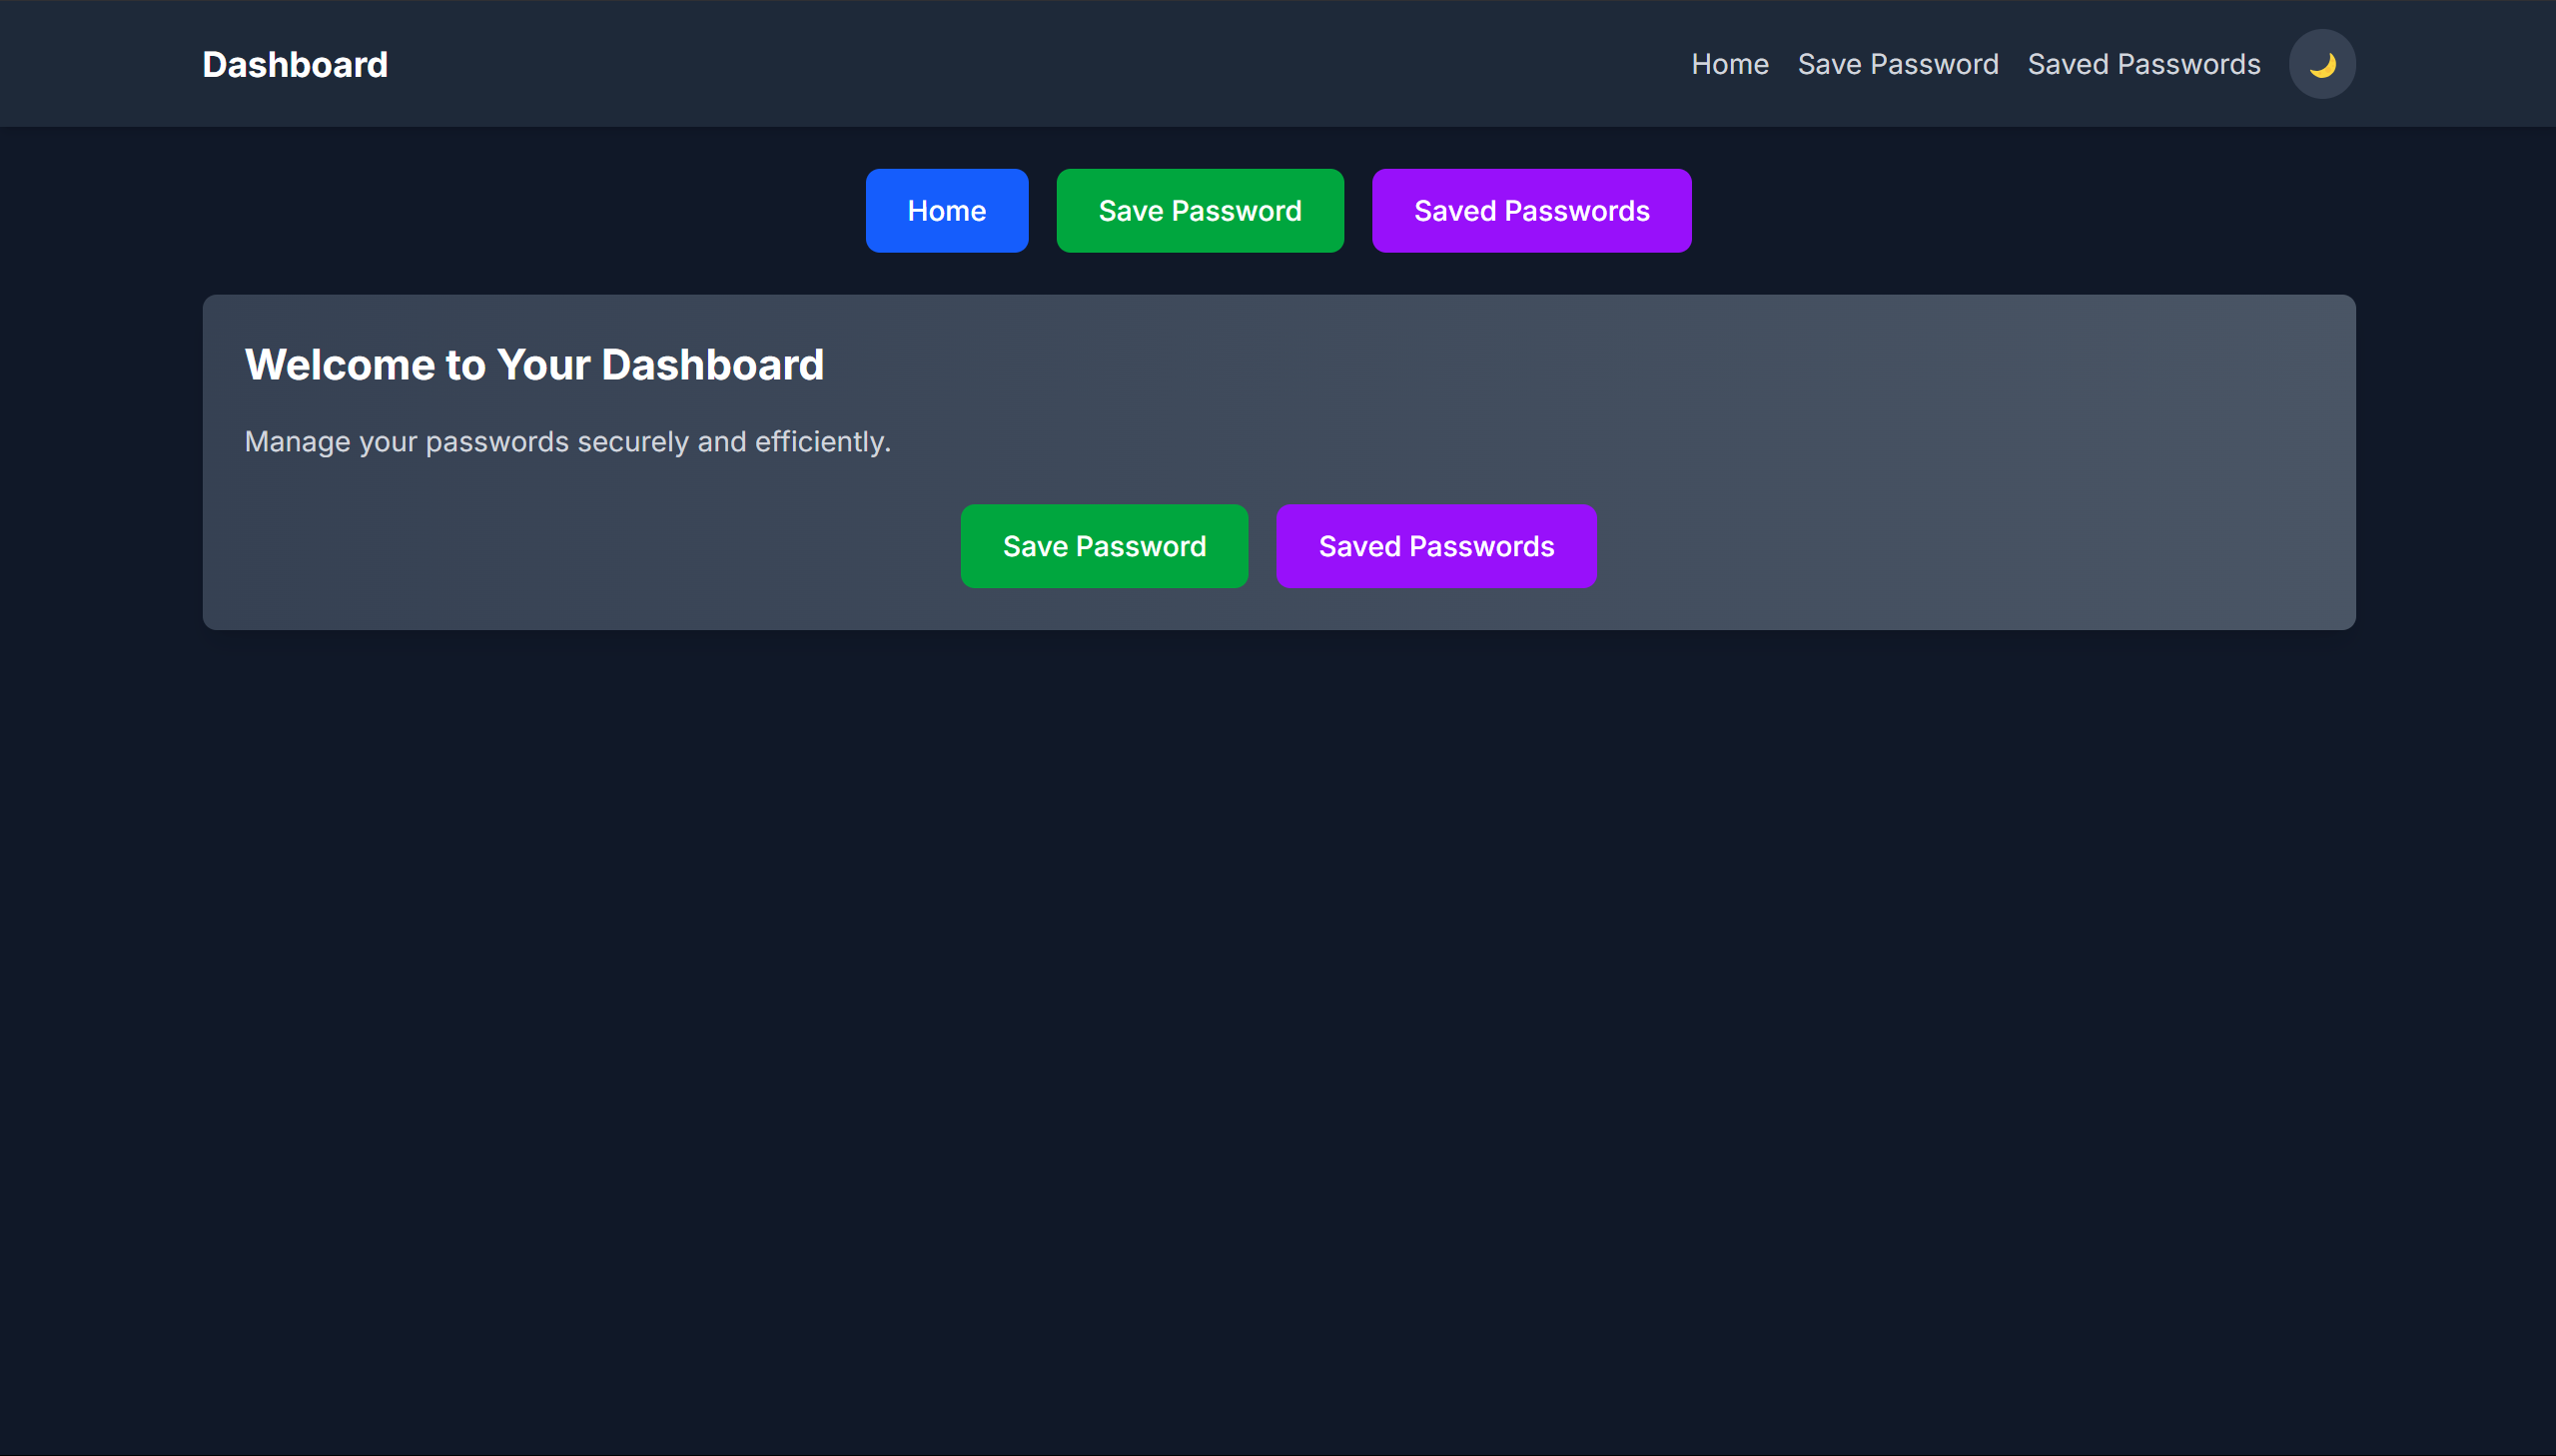 Dashboard
Home Save Password Saved Passwords
Home Save Password Saved Passwords
Welcome to Your Dashboard
Manage your passwords securely and efficiently.
Save Password Saved Passwords